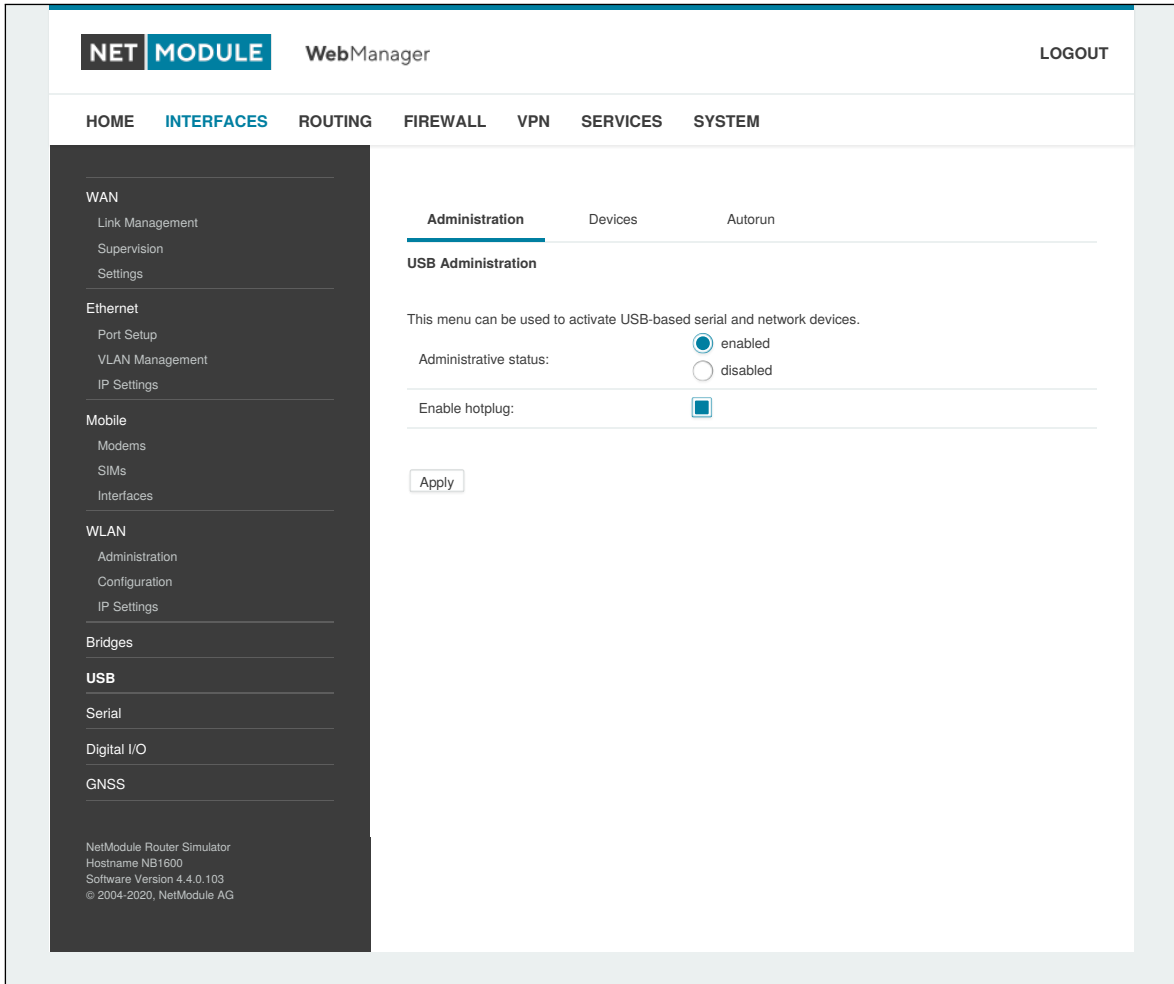 NET MODULE WebManager LOGOUT
HOME INTERFACES ROUTING FIREWALL VPN SERVICES SYSTEM
WAN
Link Management
Supervision
Settings
Ethernet
Port Setup
VLAN Management
IP Settings
Mobile
Modems
SIMs
Interfaces
WLAN
Administration
Configuration
IP Settings
Bridges
USB
Serial
Digital I/O
GNSS
NetModule Router Simulator
Hostname NB1600
Software Version 4.4.0.103
© 2004-2020, NetModule AG
Administration Devices Autorun
USB Administration
This menu can be used to activate USB-based serial and network devices.
Administrative status:
enabled
disabled
Enable hotplug:
Apply